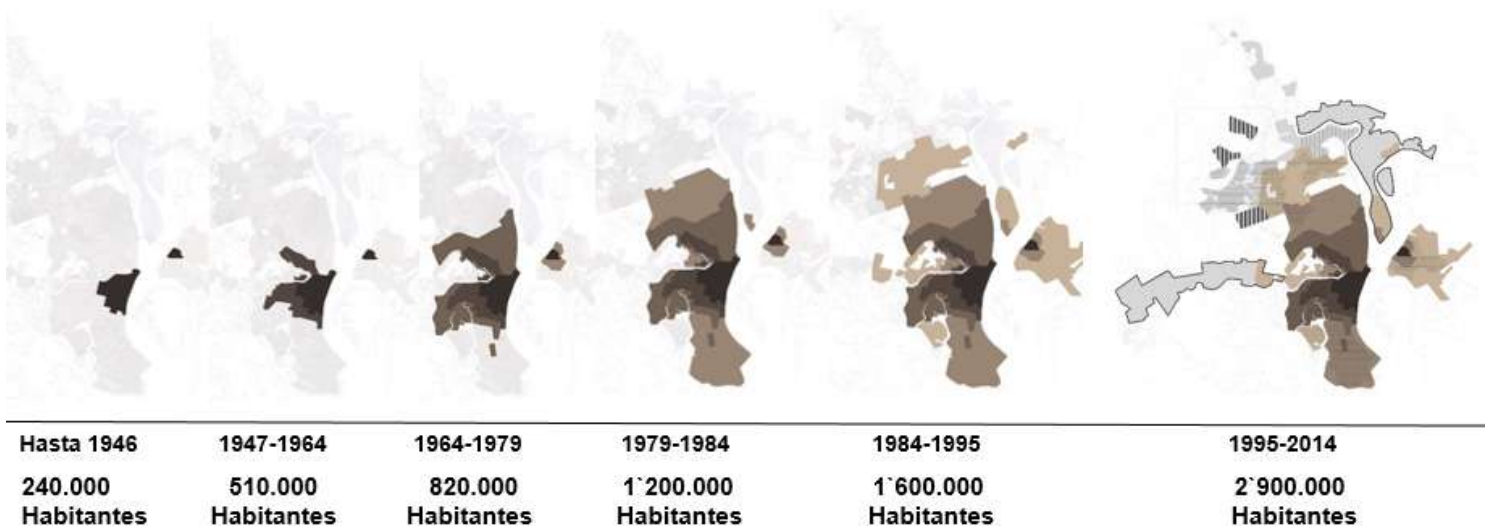 Hasta 1946
1947-1964
1964-1979
1979-1984
1984-1995
1995-2014
240.000
Habitantes
510.000
Habitantes
820.000
Habitantes
1`200.000
Habitantes
1`600.000
Habitantes
2`900.000
Habitantes